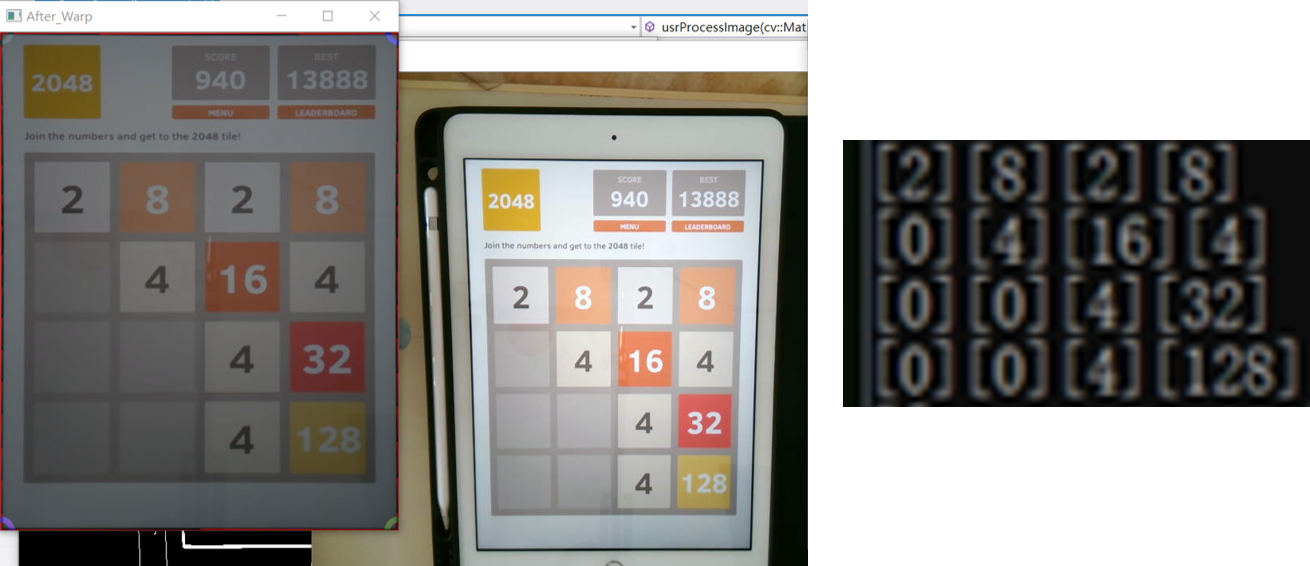 After_Warp
usrProcessImage(cv::Mat
2048
SCORE
940
BEST
13888
MENU
LEADERBOARD
Join the numbers and get to the 2048 tile!
2 8 2 8
4 16 4
4 32
4 128
2048
SCORE
940
BEST
13888
MENU
LEADERBOARD
Join the numbers and get to the 2048 tile!
2 8 2 8
4 16 4
4 32
4 128
[2] [8] [2] [8]
[0] [4] [16] [4]
[0] [0] [4] [32]
[0] [0] [4] [128]